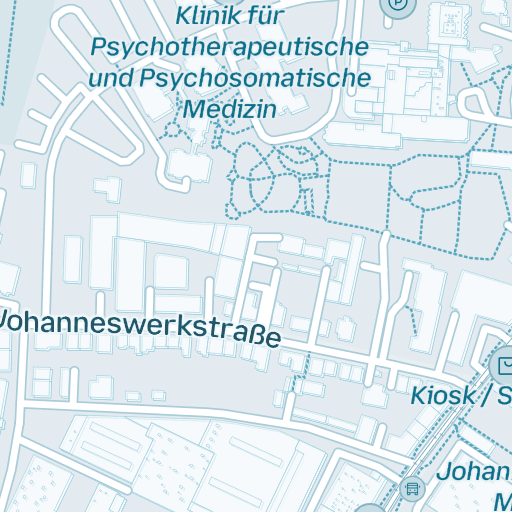 Klinik für
Psychotherapeutische
und Psychosomatische
Medizin
P
Johanneswerkstraße
Kiosk / S
Johan
M